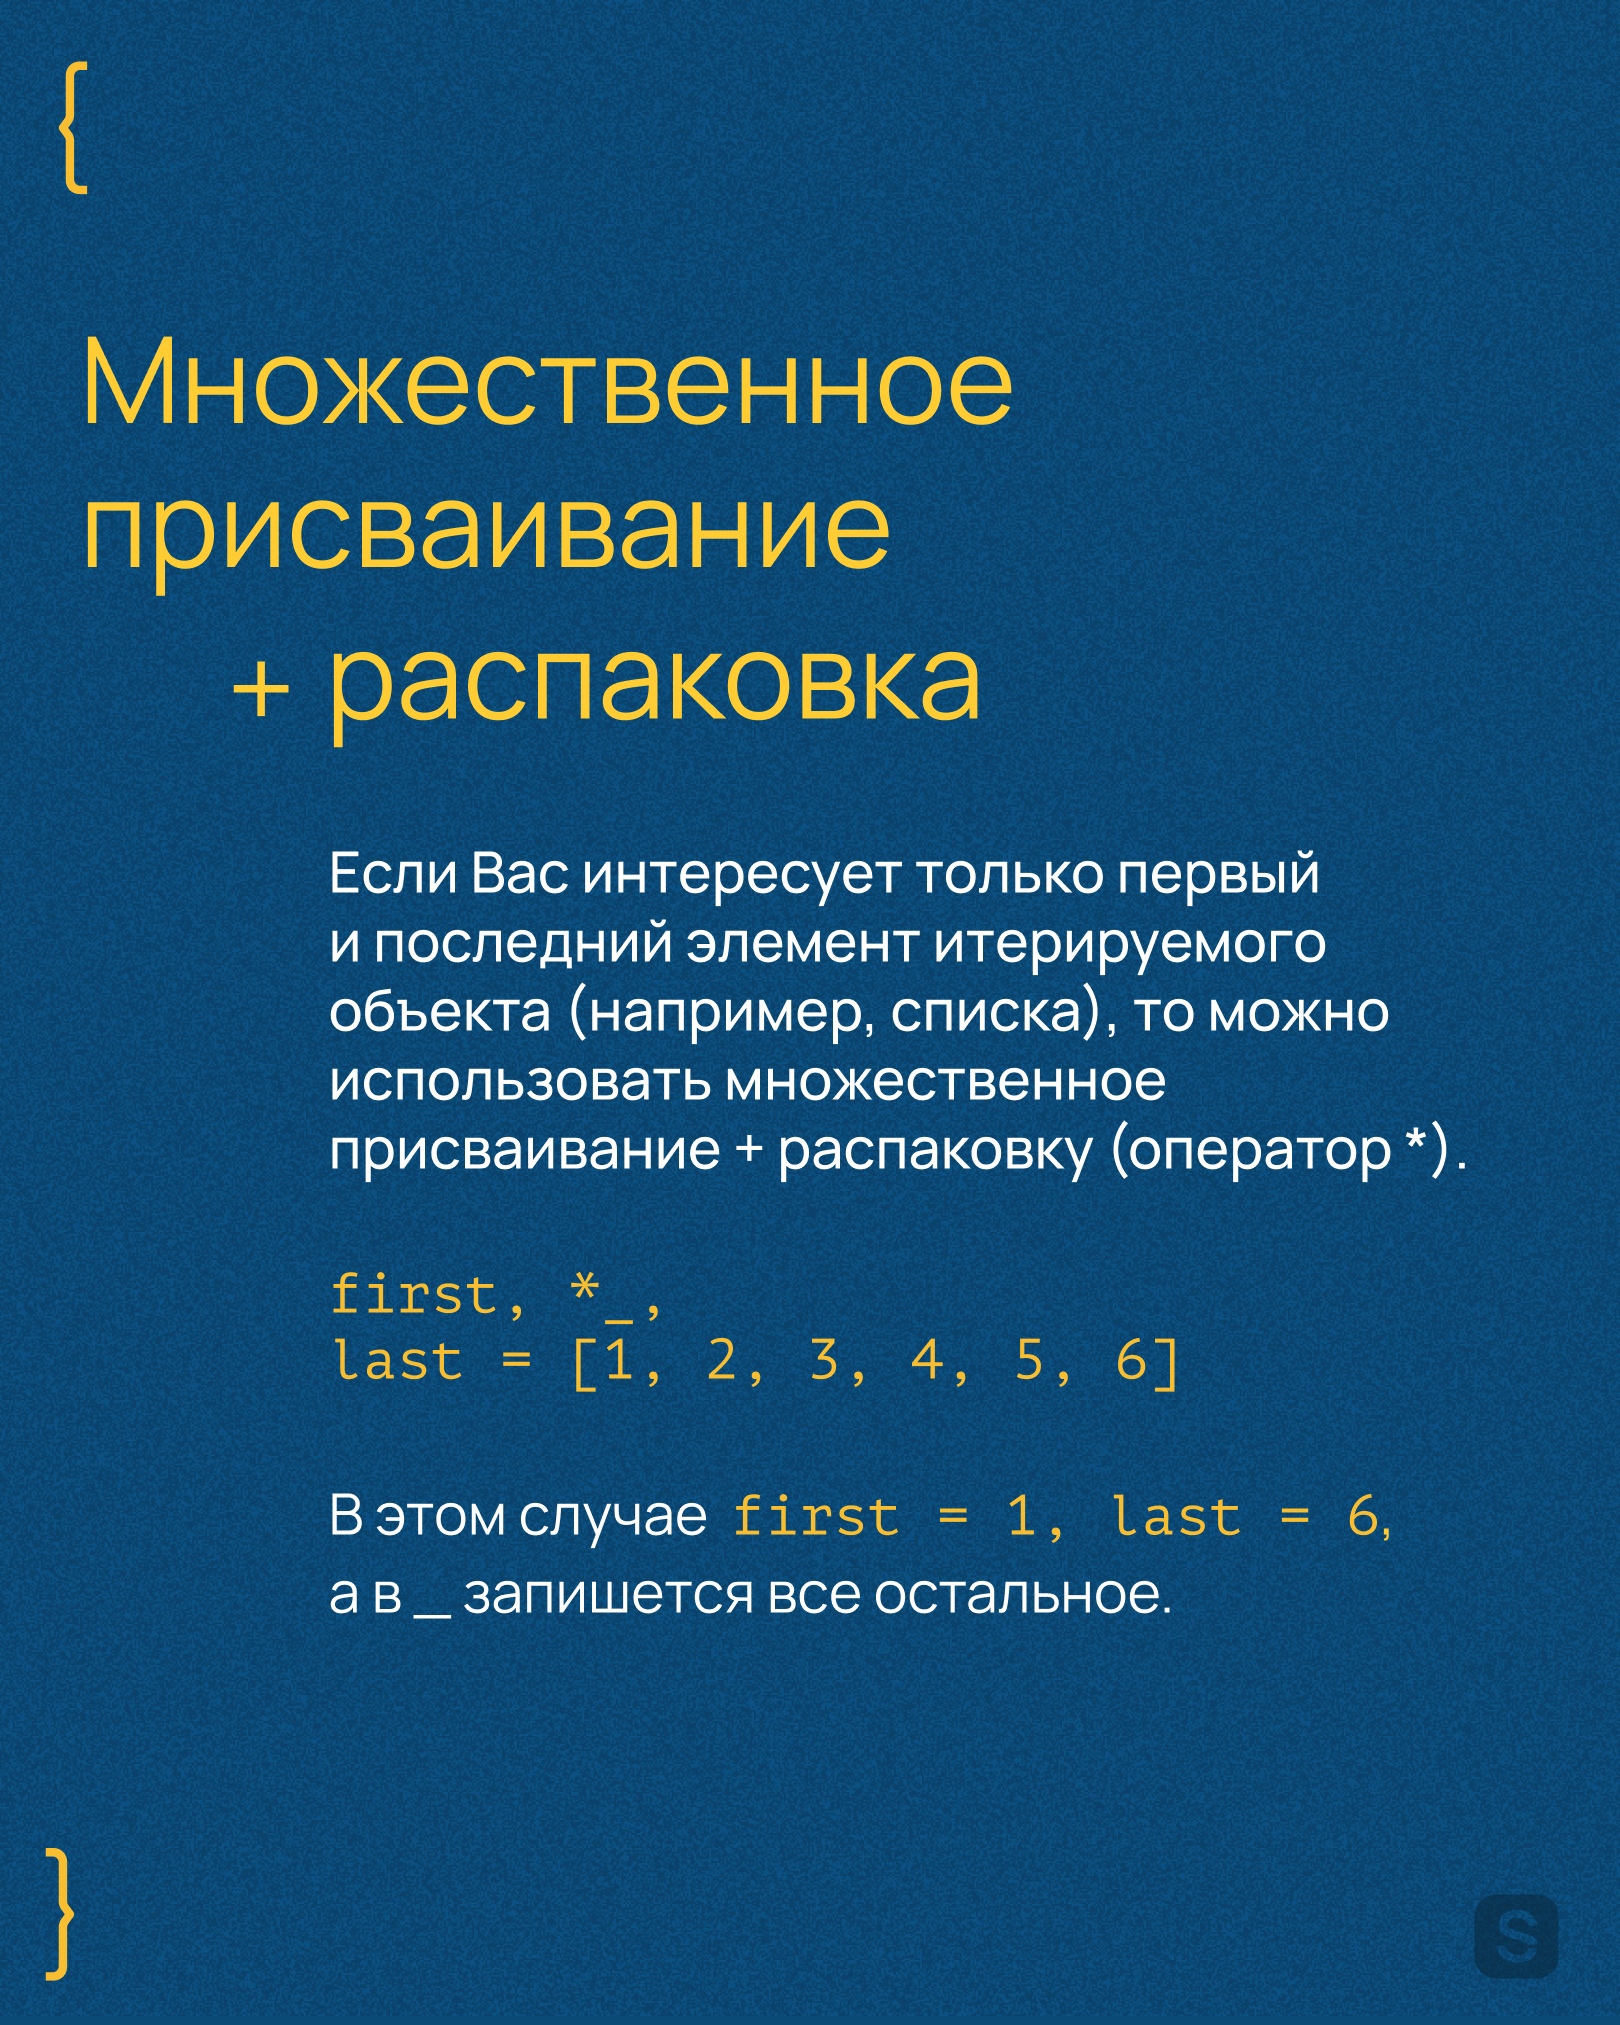 {
Множественное
присваивание
+ распаковка
Если Вас интересует только первый
и последний элемент итерируемого
объекта (например, списка), то можно
использовать множественное
присваивание + распаковку (оператор *).
first, *_,
last = [1, 2, 3, 4, 5, 6]
В этом случае first = 1, last = 6,
а в _ запишется все остальное.
}
S